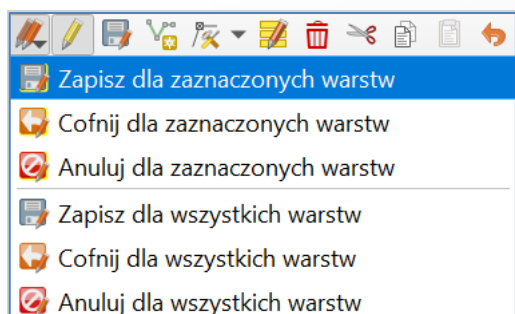 Zapisz dla zaznaczonych warstw
Cofnij dla zaznaczonych warstw
Anuluj dla zaznaczonych warstw
Zapisz dla wszystkich warstw
Cofnij dla wszystkich warstw
Anuluj dla wszystkich warstw